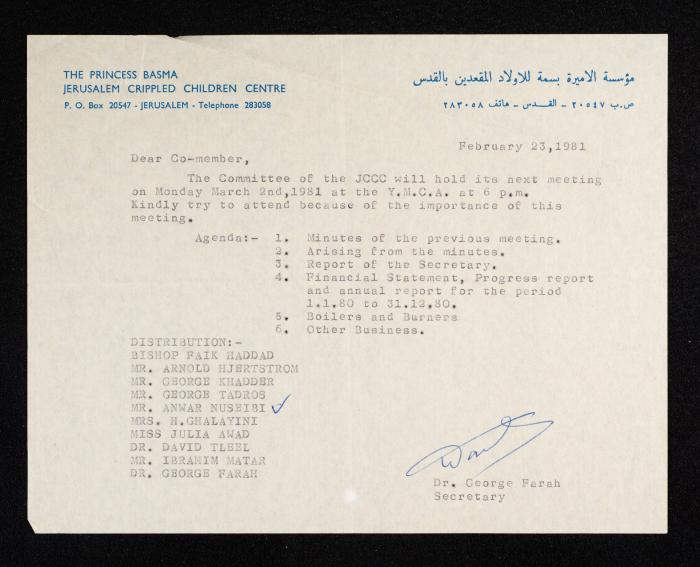 THE PRINCESS BASMA
JERUSALEM CRIPPLED CHILDREN CENTRE
P. O. Box 20547 - JERUSALEM - Telephone 283058
مؤسسة الاميرة بسمة للاولاد المقعدين بالقدس
ص.ب ٢٠٥٤٧ - القـدس - هاتف ٢٨٣٠٥٨
February 23,1981
Dear Co-member,
The Committee of the JCCC will hold its next meeting
on Monday March 2nd,1981 at the Y.M.C.A. at 6 p.m.
Kindly try to attend because of the importance of this
meeting.
Agenda:- 1. Minutes of the previous meeting.
2. Arising from the minutes.
3. Report of the Secretary.
4. Financial Statement, Progress report
and annual report for the period
1.1.80 to 31.12.80.
5. Boilers and Burners
6. Other Business.
DISTRIBUTION:-
BISHOP FAIK HADDAD
MR. ARNOLD HJERTSTROM
MR. GEORGE KHADDER
MR. GEORGE TADROS
MR. ANWAR NUSEIBI ✓
MRS. H.GHALAYINI
MISS JULIA AWAD
DR. DAVID TLEEL
MR. IBRAHIM MATAR
DR. GEORGE FARAH
Dr. George Farah
Secretary